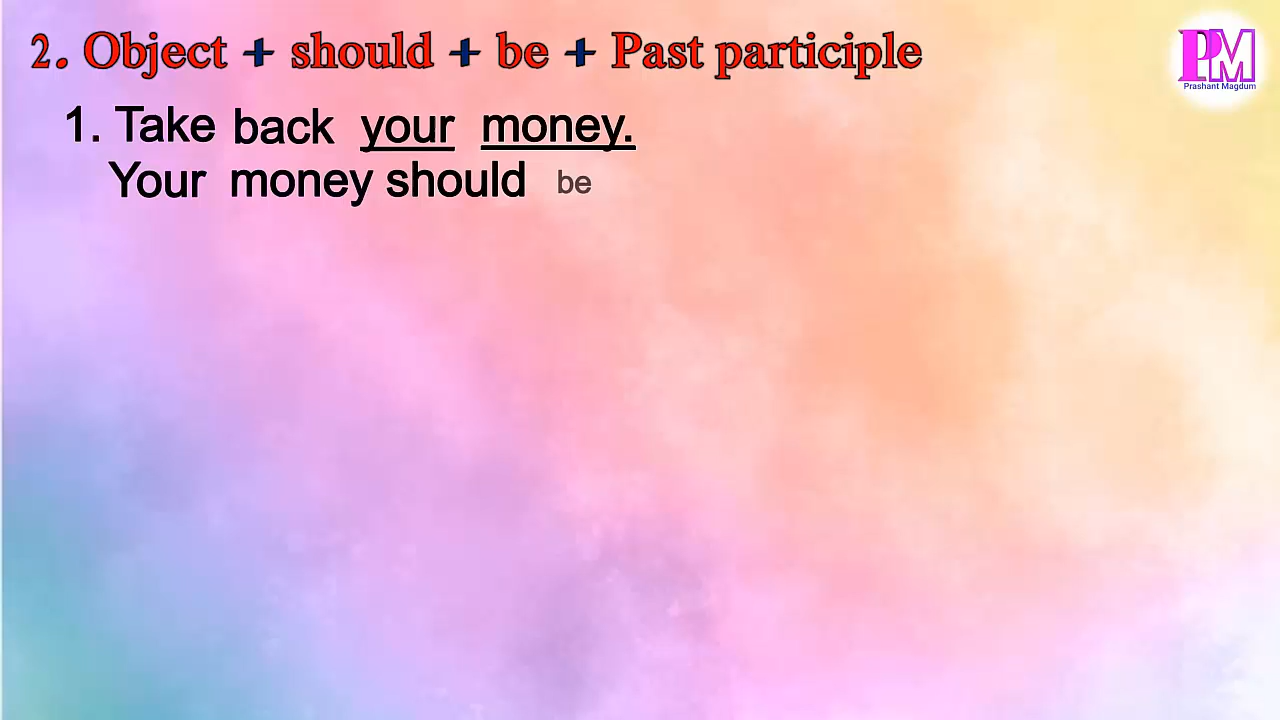 2. Object + should + be + Past participle
PM
Prashant Magdum
1. Take back your money.
Your money should be